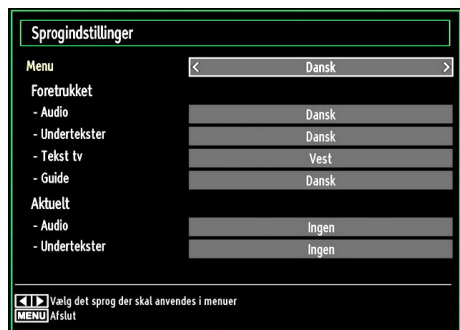 Sprogindstillinger
Menu < Dansk >
Foretrukket
- Audio Dansk
- Undertekster Dansk
- Tekst tv Vest
- Guide Dansk
Aktuelt
- Audio Ingen
- Undertekster Ingen
Vælg det sprog der skal anvendes i menuer
MENU Afslut